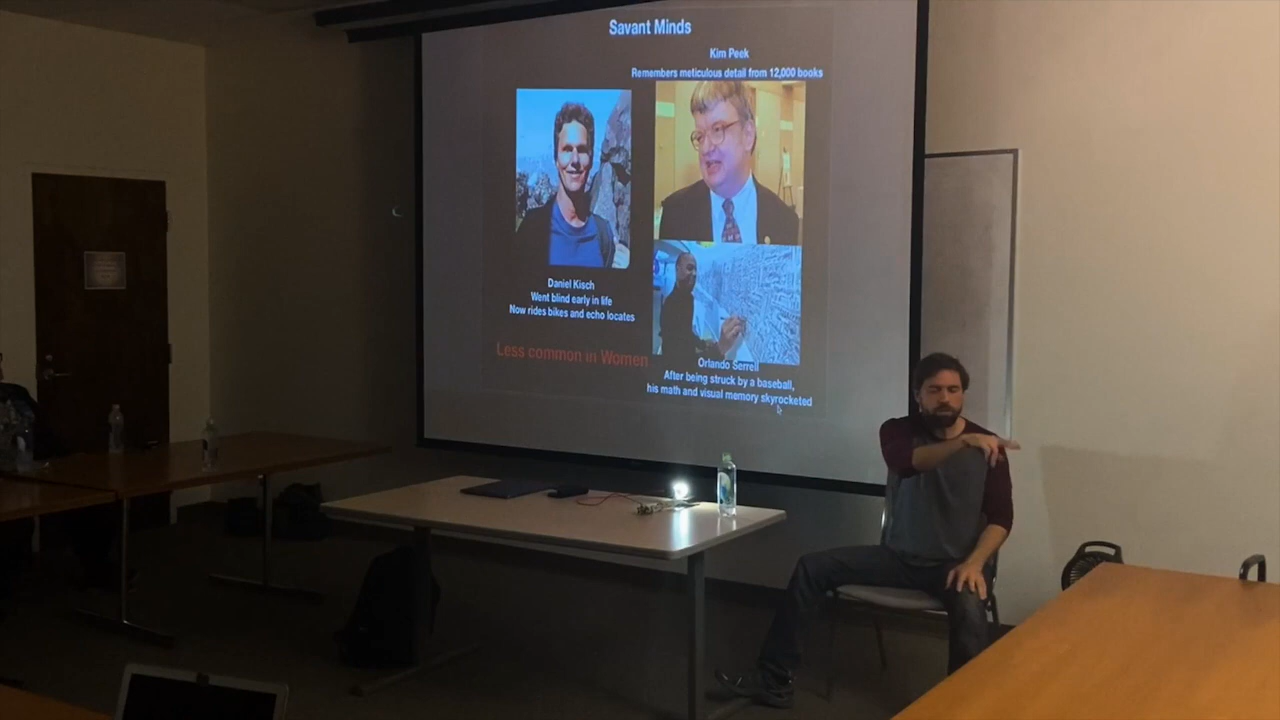 Savant Minds
Kim Peek
Remembers meticulous detail from 12,000 books
Daniel Kisch
Went blind early in life
Now rides bikes and echo locates
Less common in Women
Orlando Serrell
After being struck by a baseball,
his math and visual memory skyrocketed